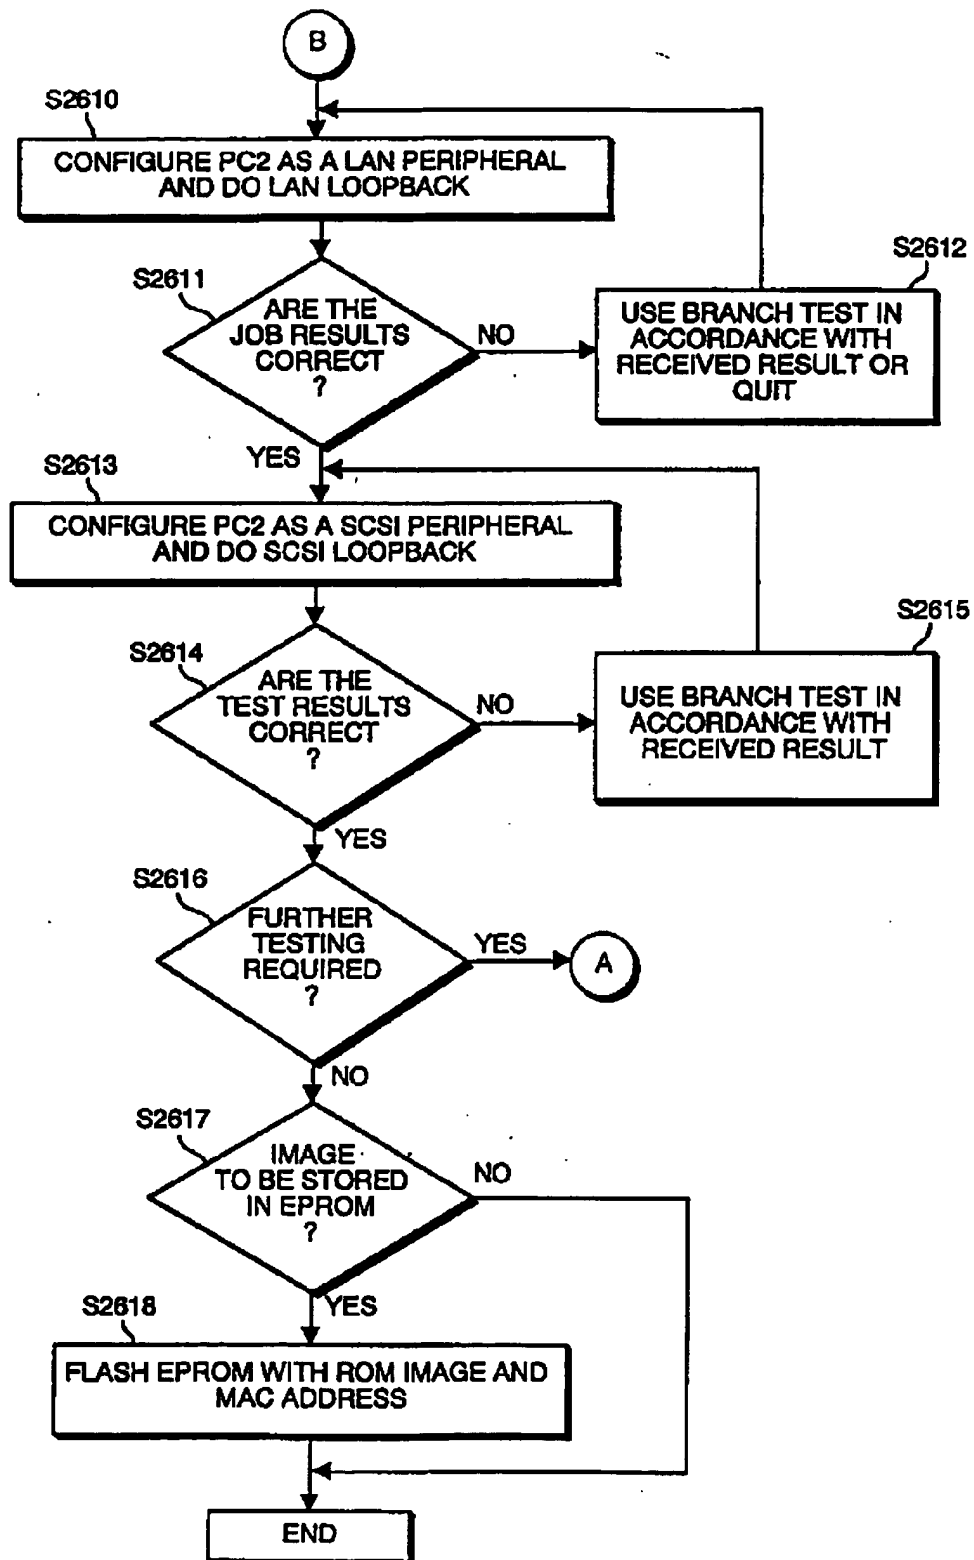 B
S2610
CONFIGURE PC2 AS A LAN PERIPHERAL
AND DO LAN LOOPBACK
S2611
ARE THE
JOB RESULTS
CORRECT
?
NO
S2612
USE BRANCH TEST IN
ACCORDANCE WITH
RECEIVED RESULT OR
QUIT
YES
S2613
CONFIGURE PC2 AS A SCSI PERIPHERAL
AND DO SCSI LOOPBACK
S2614
ARE THE
TEST RESULTS
CORRECT
?
NO
S2615
USE BRANCH TEST IN
ACCORDANCE WITH
RECEIVED RESULT
YES
S2616
FURTHER
TESTING
REQUIRED
?
YES
A
NO
S2617
IMAGE
TO BE STORED
IN EPROM
?
NO
YES
S2618
FLASH EPROM WITH ROM IMAGE AND
MAC ADDRESS
END